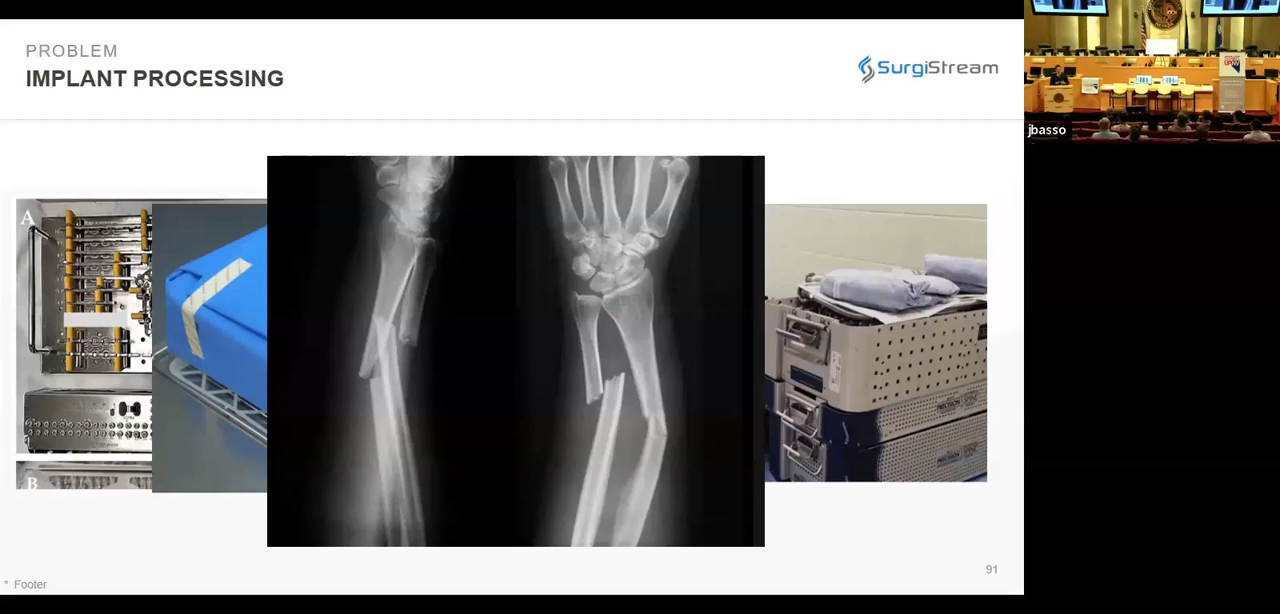 PROBLEM
IMPLANT PROCESSING
SurgiStream
A
B
jbasso
91
* Footer